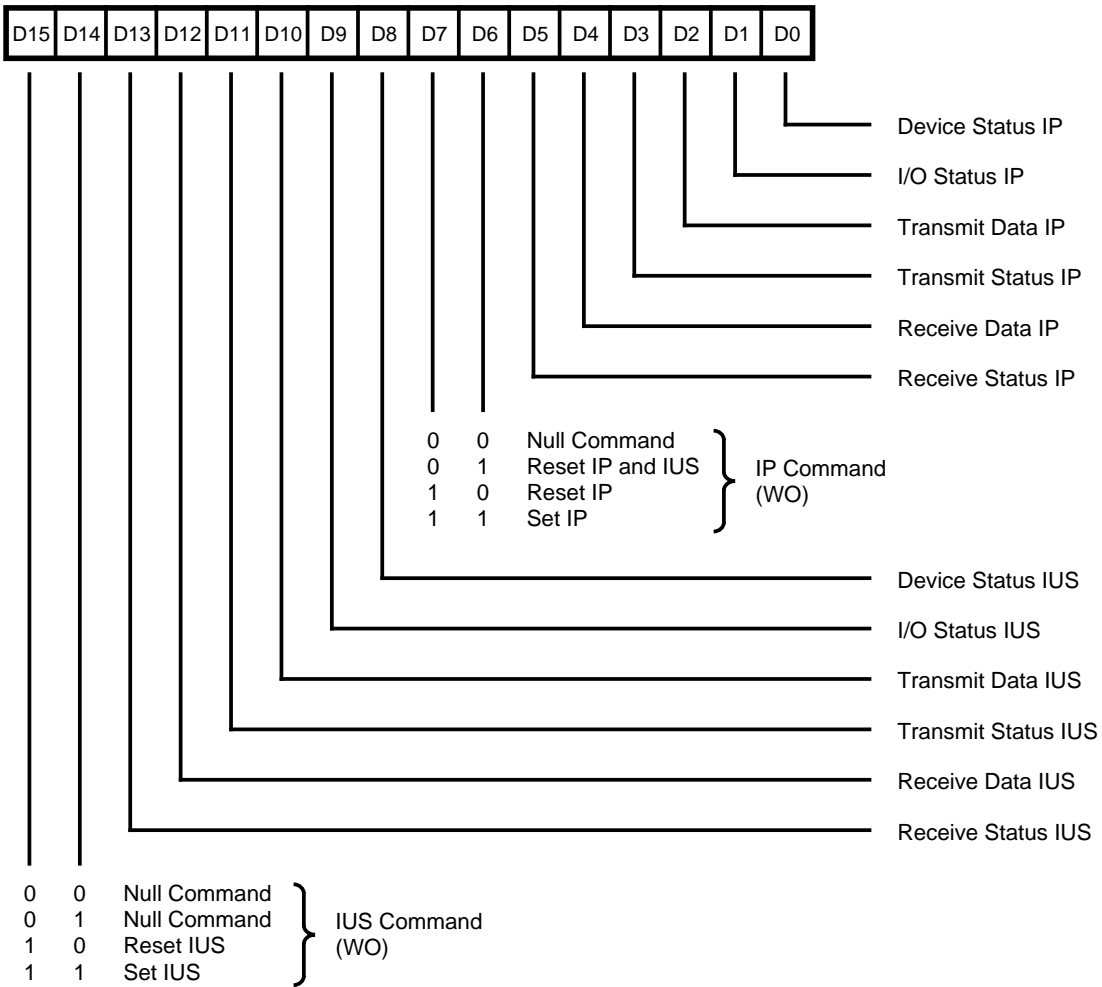 D15 D14 D13 D12 D11 D10 D9 D8 D7 D6 D5 D4 D3 D2 D1 D0
Device Status IP
I/O Status IP
Transmit Data IP
Transmit Status IP
Receive Data IP
Receive Status IP
0 0 Null Command
0 1 Reset IP and IUS
1 0 Reset IP
1 1 Set IP
IP Command
(WO)
Device Status IUS
I/O Status IUS
Transmit Data IUS
Transmit Status IUS
Receive Data IUS
Receive Status IUS
0 0 Null Command
0 1 Null Command
1 0 Reset IUS
1 1 Set IUS
IUS Command
(WO)